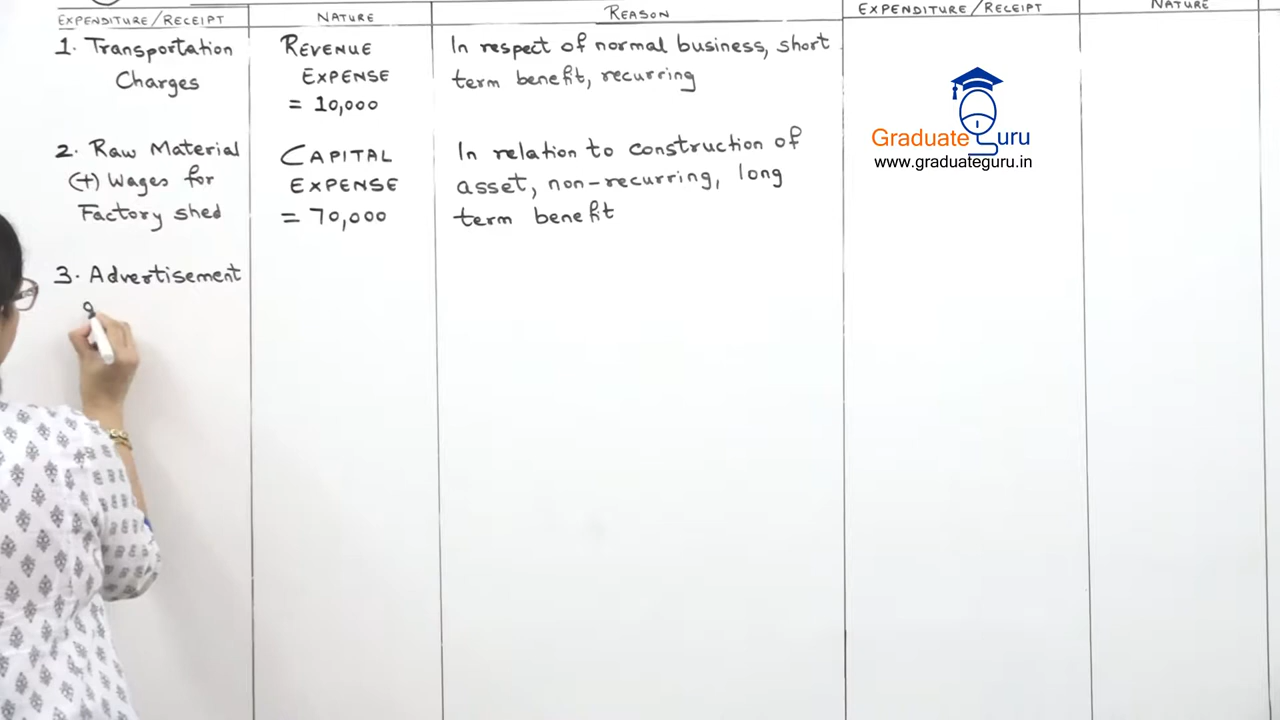 EXPENDITURE/RECEIPT
NATURE
REASON
EXPENDITURE/RECEIPT
NATURE
1. Transportation
Charges
REVENUE
EXPENSE
= 10,000
In respect of normal business, short
term benefit, recurring
2. Raw Material
(+) Wages for
Factory shed
CAPITAL
EXPENSE
= 70,000
In relation to construction of
asset, non-recurring, long
term benefit
3. Advertisement
Graduate Guru
www.graduateguru.in